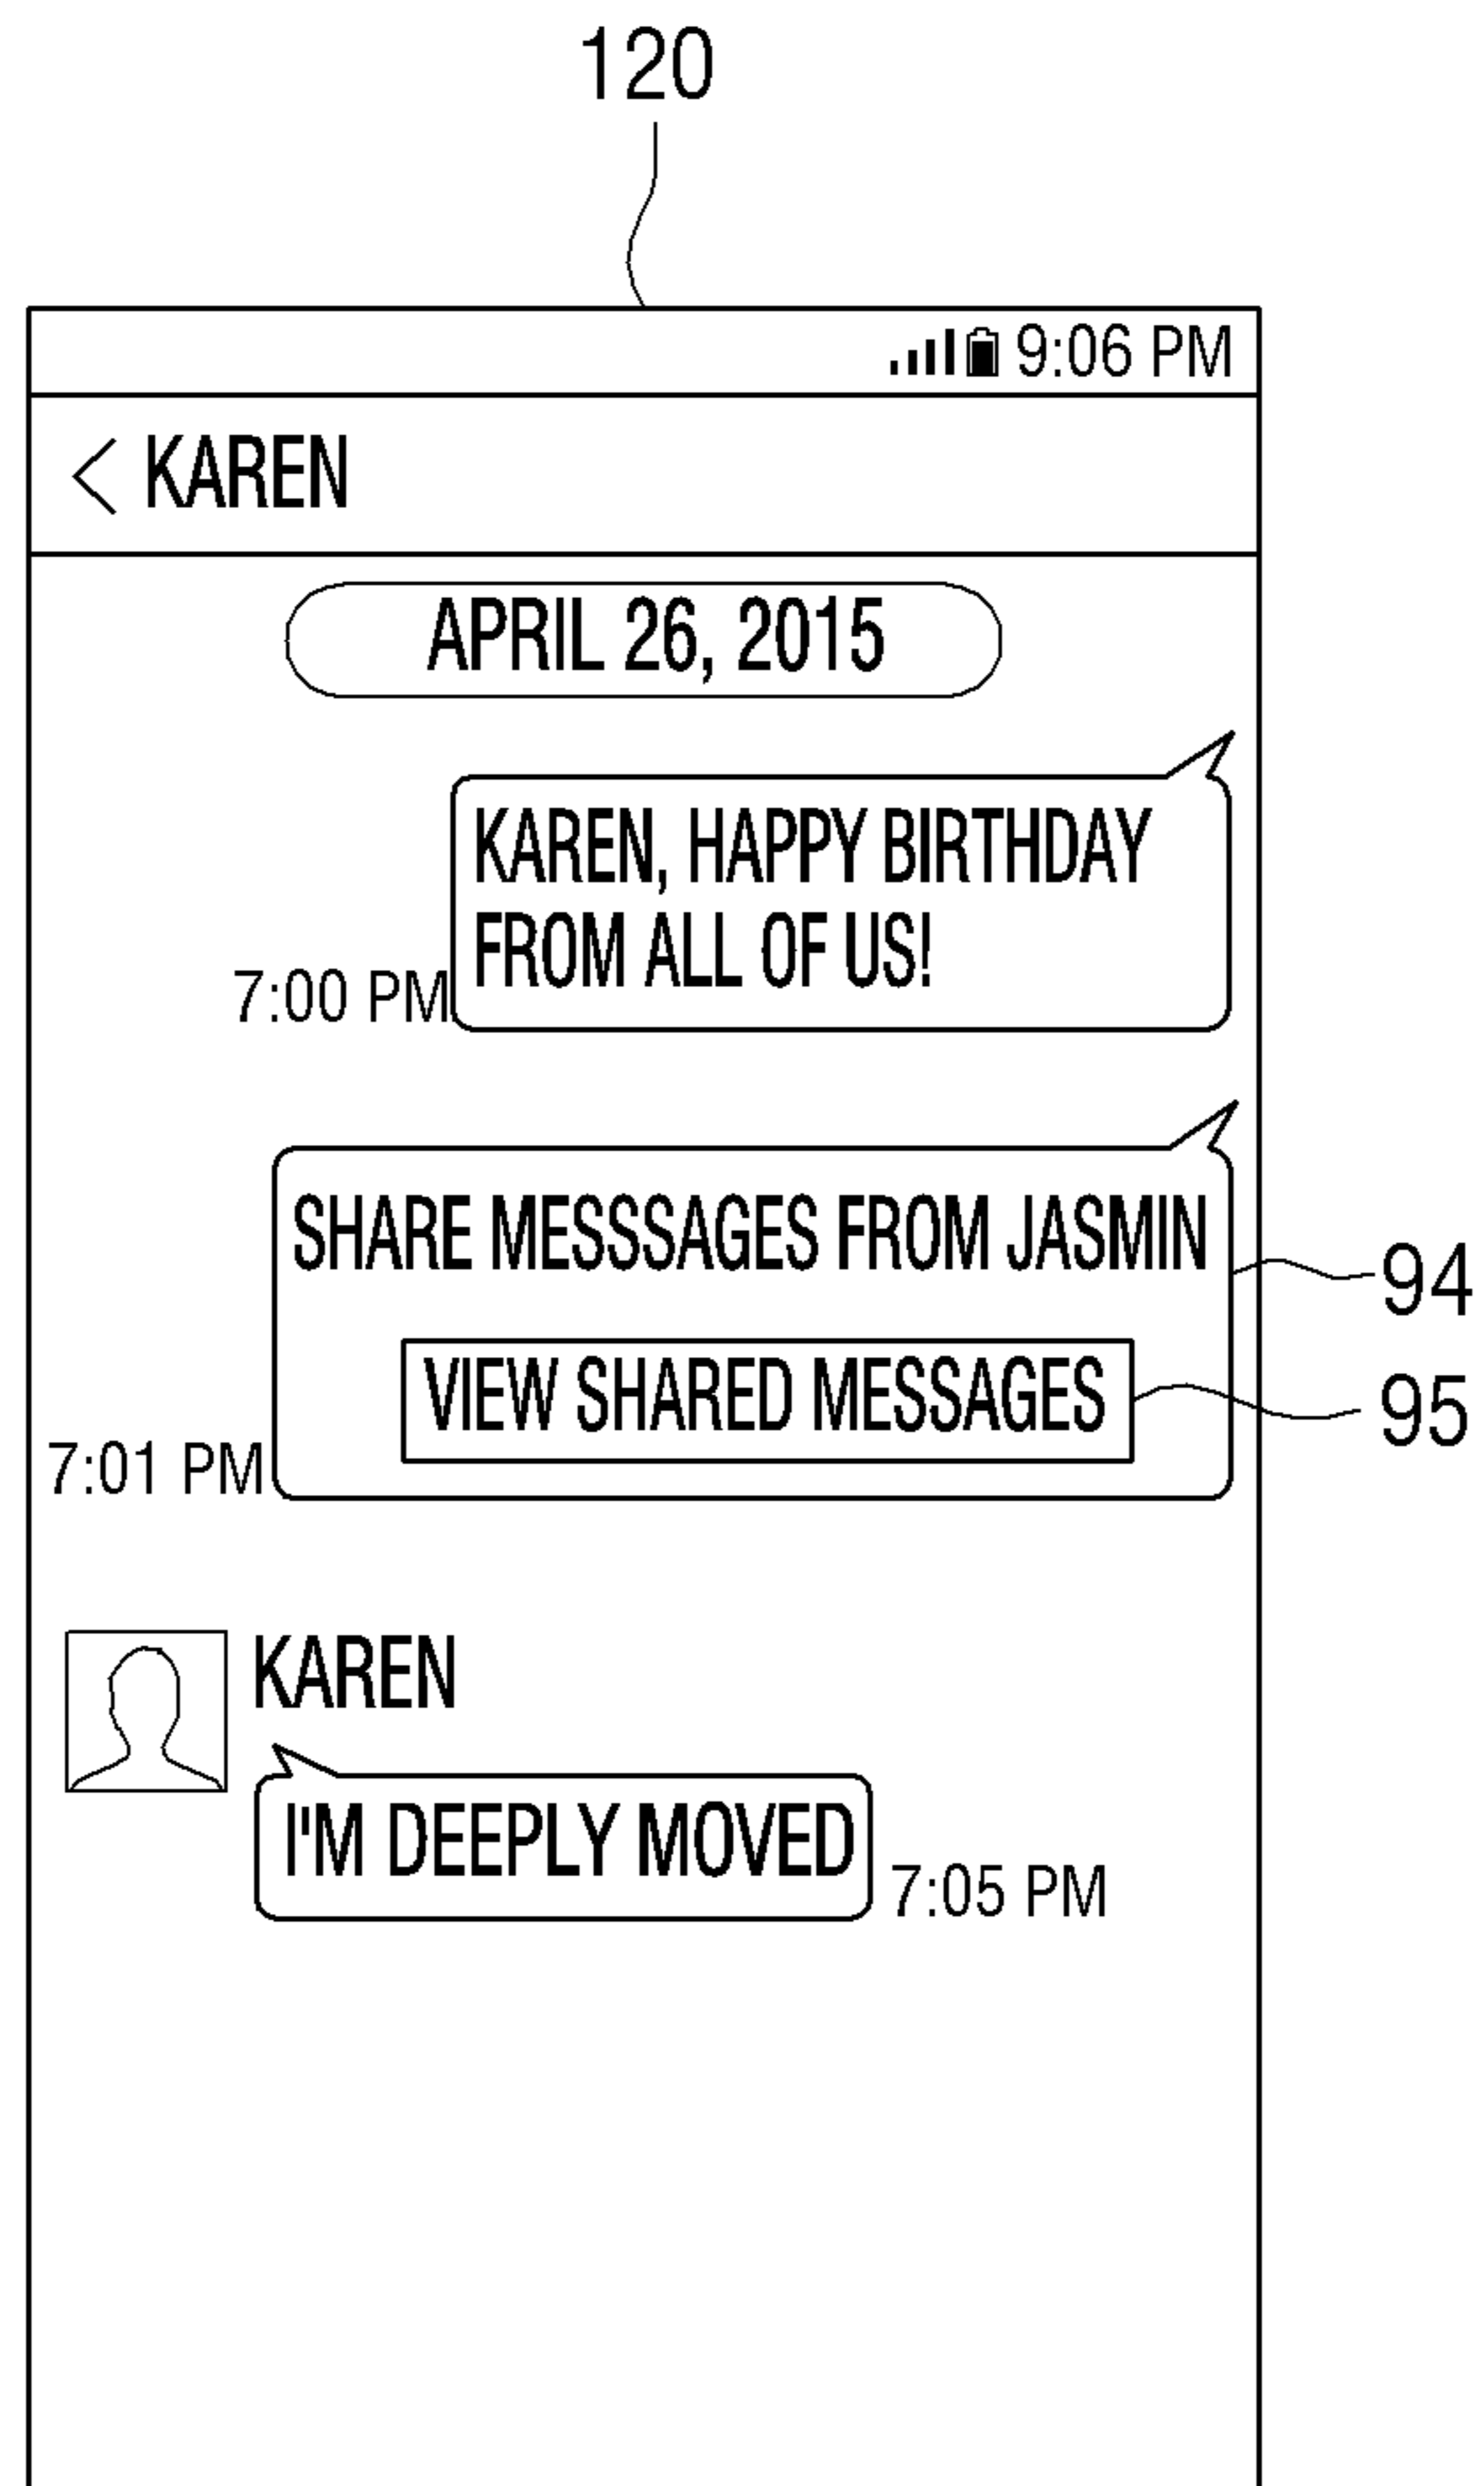 120
9:06 PM
< KAREN
APRIL 26, 2015
KAREN, HAPPY BIRTHDAY
FROM ALL OF US!
7:00 PM
SHARE MESSSAGES FROM JASMIN
94
VIEW SHARED MESSAGES
95
7:01 PM
KAREN
I'M DEEPLY MOVED
7:05 PM